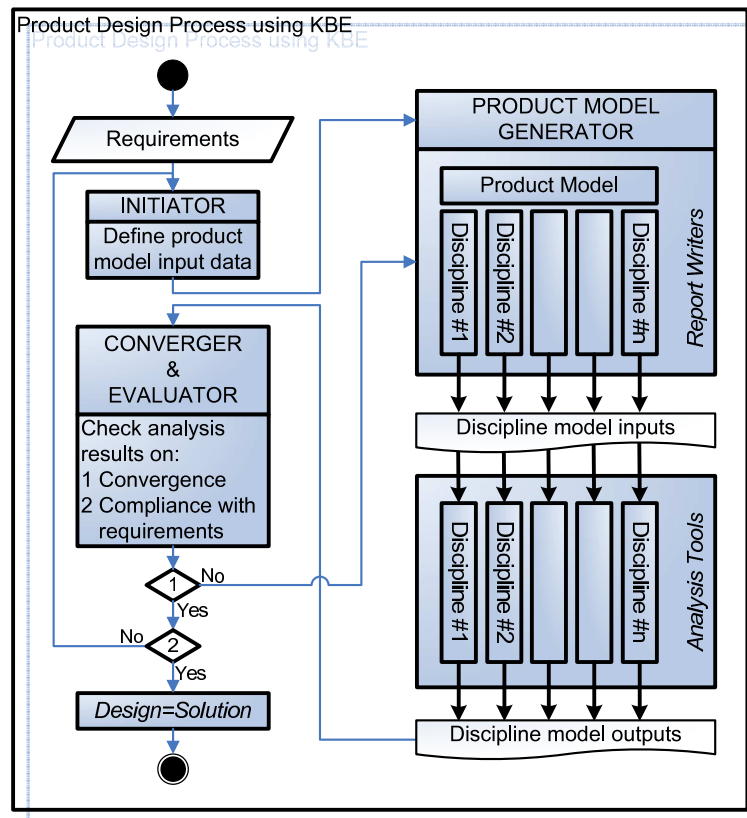 Product Design Process using KBE
Product Design Process using KBE
Requirements
INITIATOR
Define product
model input data
CONVERGER
&
EVALUATOR
Check analysis
results on:
1 Convergence
2 Compliance with
requirements
1
No
Yes
2
No
Yes
Design=Solution
PRODUCT MODEL
GENERATOR
Product Model
Discipline #1
Discipline #2
Discipline #n
Report Writers
Discipline model inputs
Discipline #1
Discipline #2
Discipline #n
Analysis Tools
Discipline model outputs